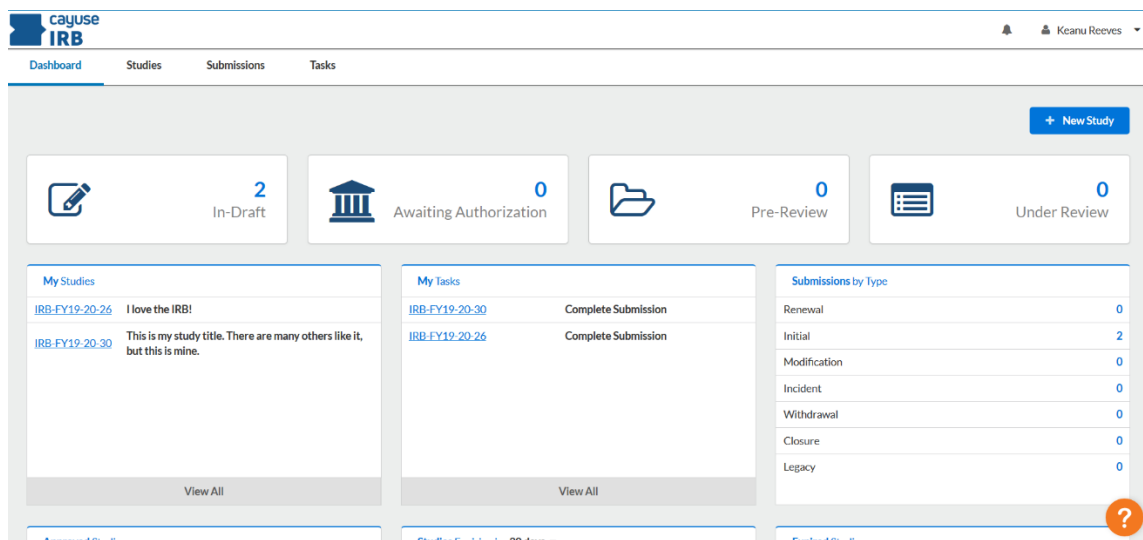 cayuse
IRB
Keanu Reeves
Dashboard Studies Submissions Tasks
+ New Study
2
In-Draft
0
Awaiting Authorization
0
Pre-Review
0
Under Review
My Studies
IRB-FY19-20-26 I love the IRB!
IRB-FY19-20-30 This is my study title. There are many others like it,
but this is mine.
View All
My Tasks
IRB-FY19-20-30 Complete Submission
IRB-FY19-20-26 Complete Submission
View All
Submissions by Type
Renewal 0
Initial 2
Modification 0
Incident 0
Withdrawal 0
Closure 0
Legacy 0
?